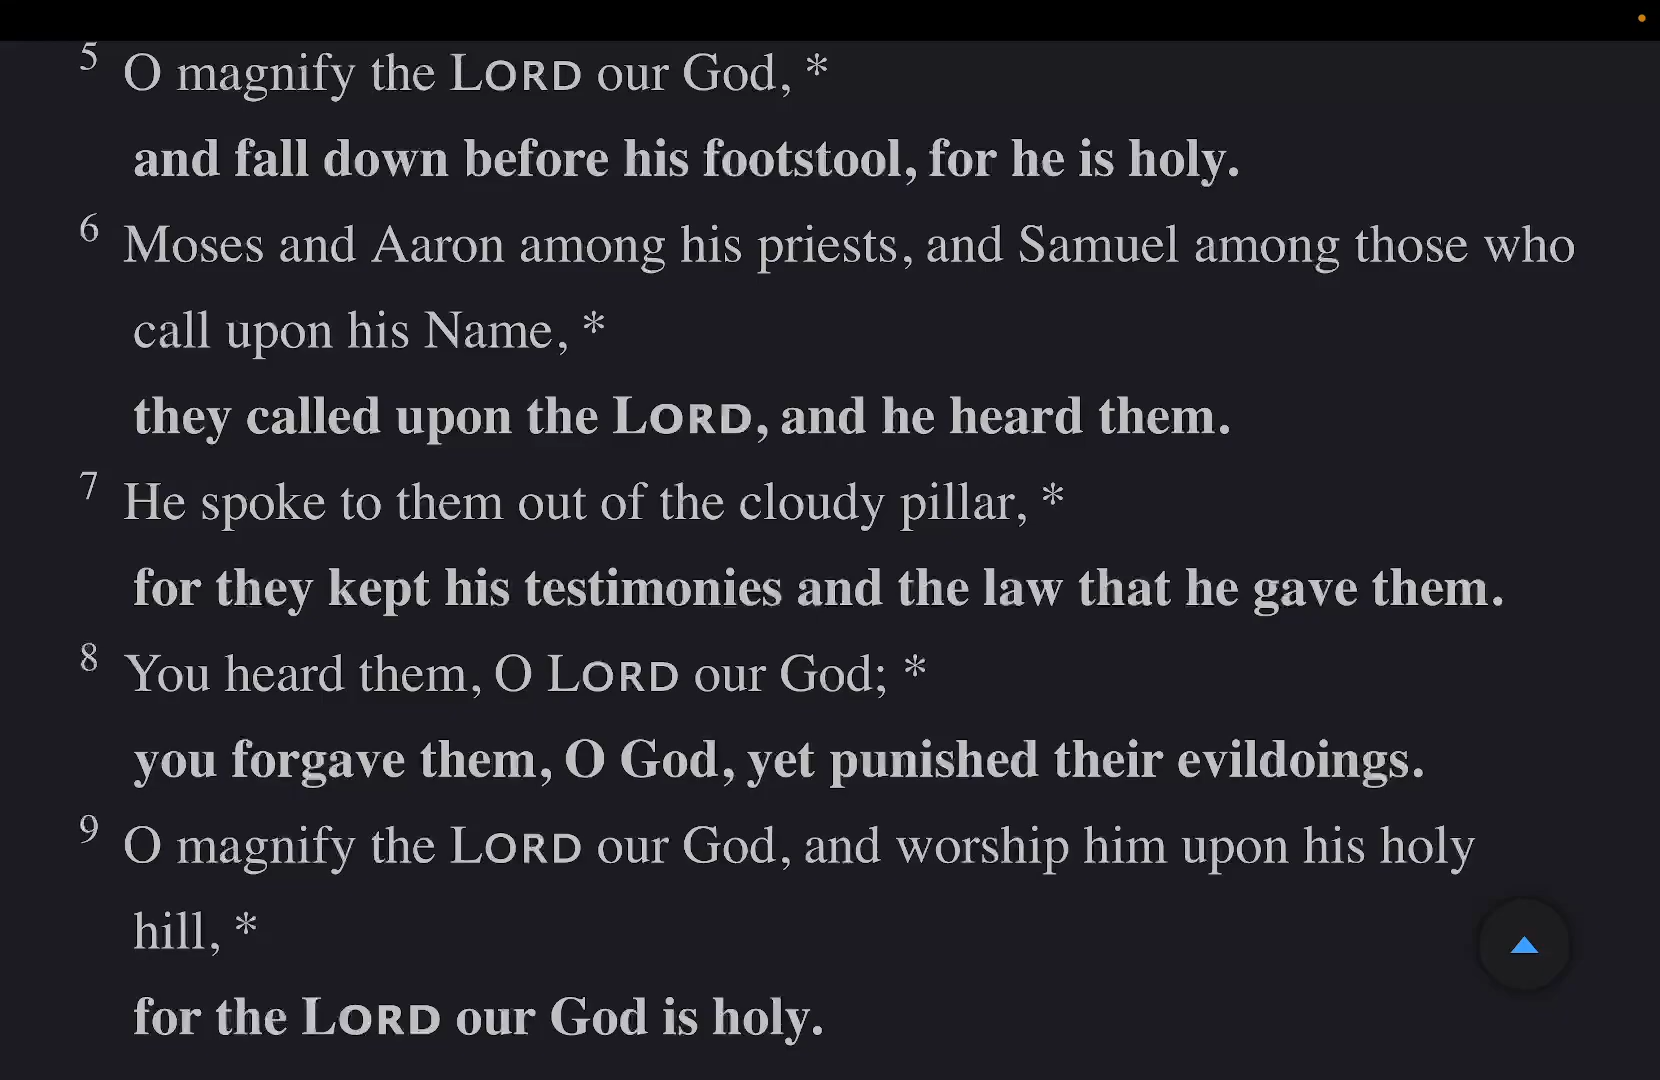 5 O magnify the LORD our God, *
and fall down before his footstool, for he is holy.
6 Moses and Aaron among his priests, and Samuel among those who
call upon his Name, *
they called upon the LORD, and he heard them.
7 He spoke to them out of the cloudy pillar, *
for they kept his testimonies and the law that he gave them.
8 You heard them, O LORD our God; *
you forgave them, O God, yet punished their evildoings.
9 O magnify the LORD our God, and worship him upon his holy
hill, *
for the LORD our God is holy.